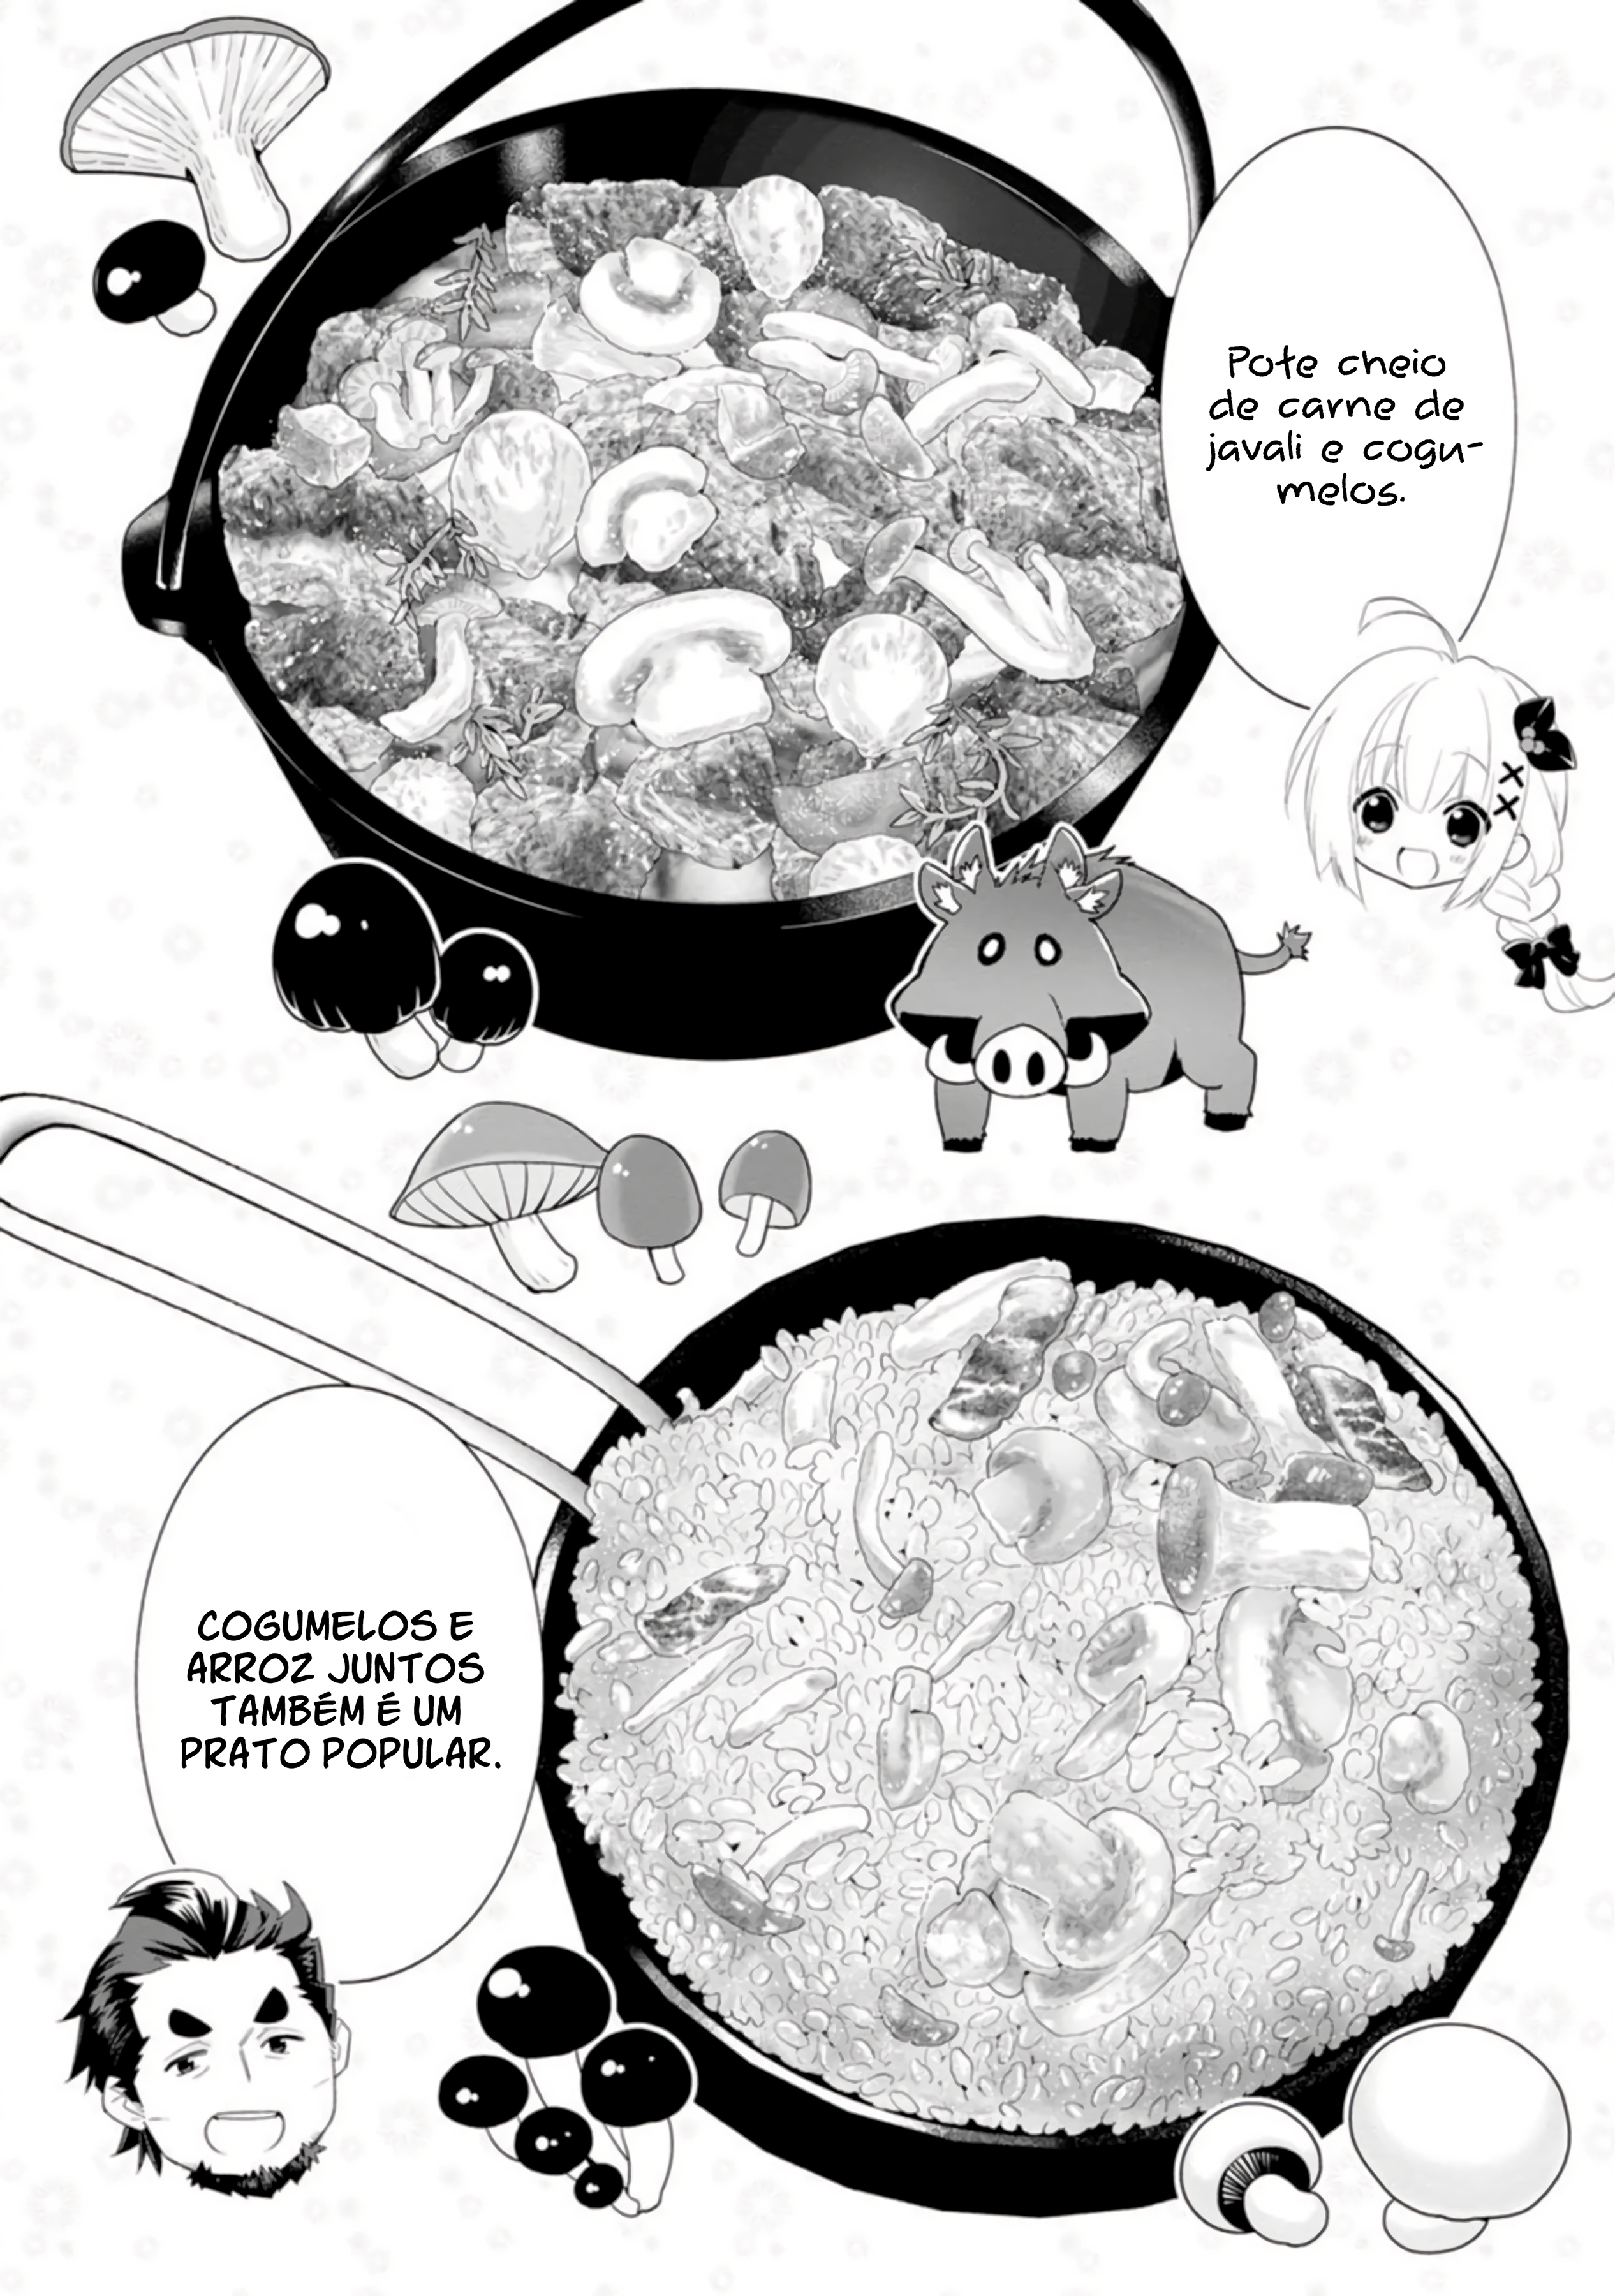 Pote cheio
de carne de
javali e cogu-
melos.
COGUMELOS E
ARROZ JUNTOS
TAMBÉM É UM
PRATO POPULAR.